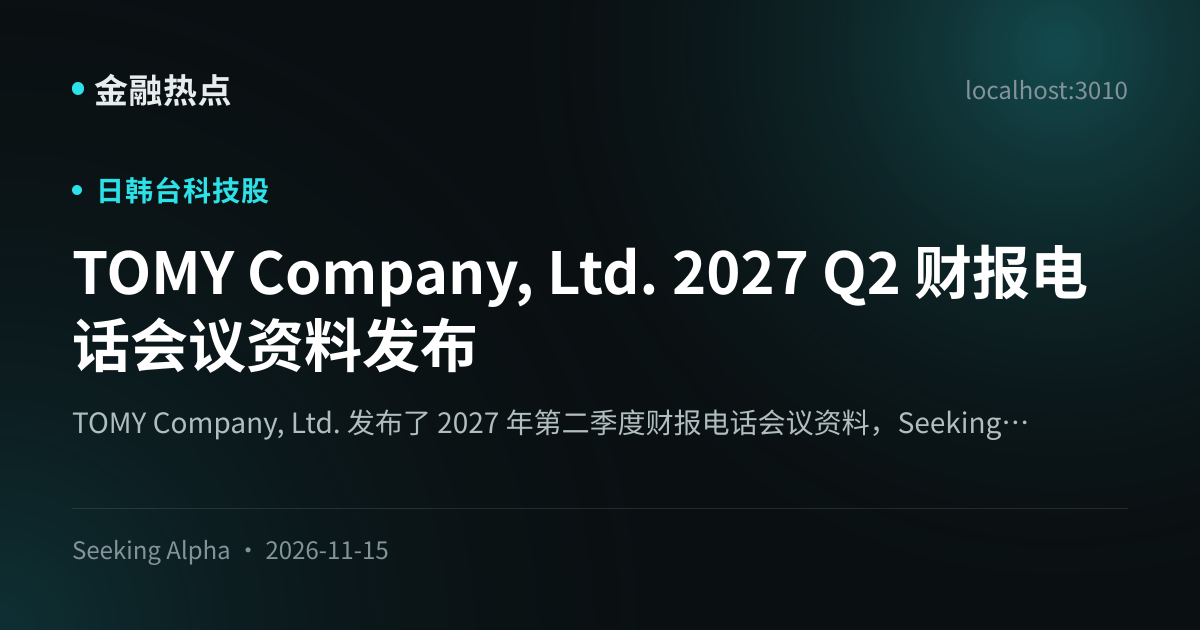 金融热点
localhost:3010
日韩台科技股
TOMY Company, Ltd. 2027 Q2 财报电
话会议资料发布
TOMY Company, Ltd. 发布了 2027 年第二季度财报电话会议资料，Seeking…
Seeking Alpha · 2026-11-15